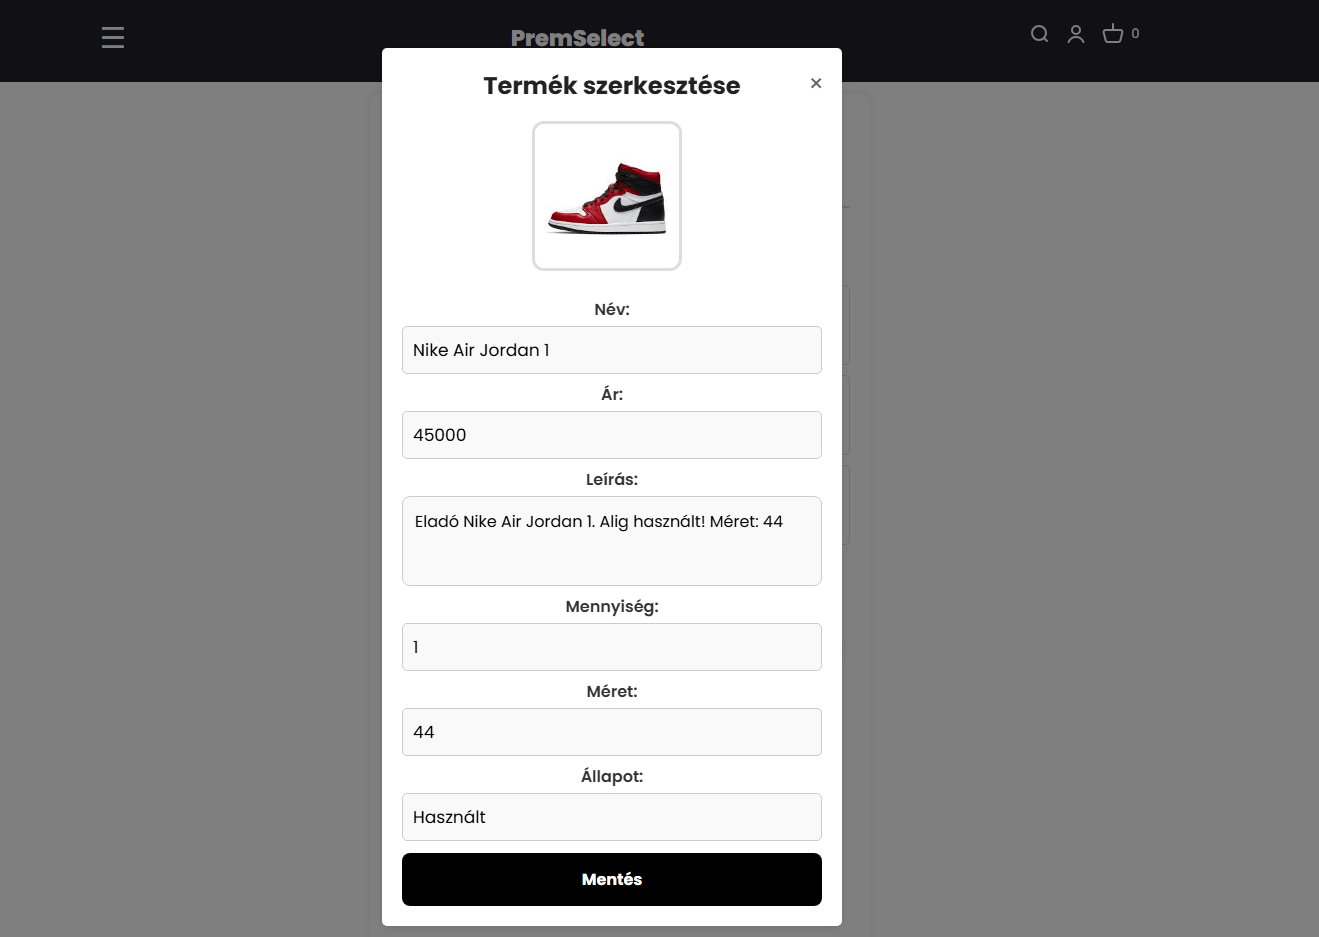 PremSelect
0
Termék szerkesztése
×
Név:
Nike Air Jordan 1
Ár:
45000
Leírás:
Eladó Nike Air Jordan 1. Alig használt! Méret: 44
Mennyiség:
1
Méret:
44
Állapot:
Használt
Mentés